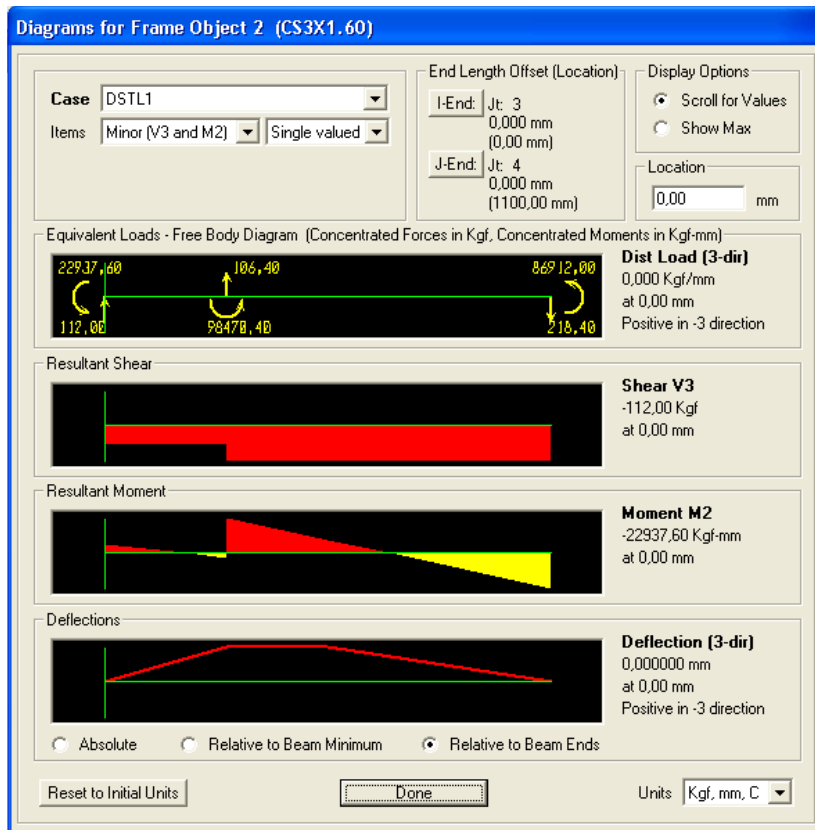 Diagrams for Frame Object 2 (CS3X1.60)
Case DSTL1
Items Minor (V3 and M2) Single valued
End Length Offset (Location)
I-End: Jt: 3
0,000 mm
(0,00 mm)
J-End: Jt: 4
0,000 mm
(1100,00 mm)
Display Options
Scroll for Values
Show Max
Location
0,00 mm
Equivalent Loads - Free Body Diagram (Concentrated Forces in Kgf, Concentrated Moments in Kgf-mm)
22937,60 106,40 86912,00
112,00 98470,40 218,40
Dist Load (3-dir)
0,000 Kgf/mm
at 0,00 mm
Positive in -3 direction
Resultant Shear
Shear V3
-112,00 Kgf
at 0,00 mm
Resultant Moment
Moment M2
-22937,60 Kgf-mm
at 0,00 mm
Deflections
Deflection (3-dir)
0,000000 mm
at 0,00 mm
Positive in -3 direction
Absolute Relative to Beam Minimum Relative to Beam Ends
Reset to Initial Units Done Units Kgf, mm, C